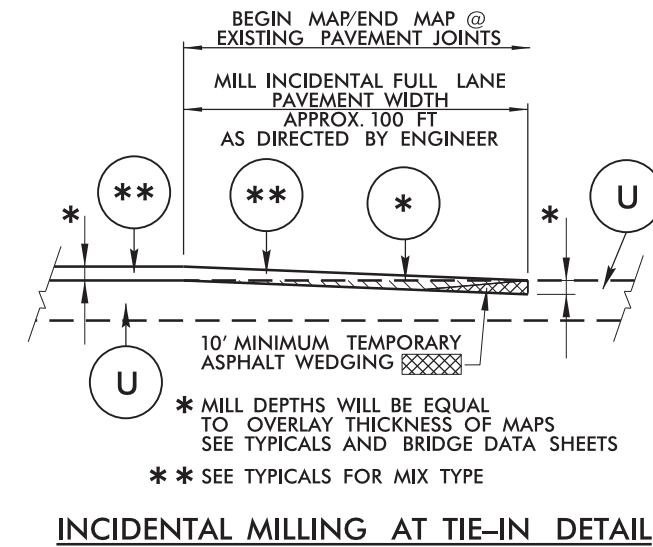 BEGIN MAP/END MAP @
EXISTING PAVEMENT JOINTS
MILL INCIDENTAL FULL LANE
PAVEMENT WIDTH
APPROX. 100 FT
AS DIRECTED BY ENGINEER
* ** ** * * U
U
10' MINIMUM TEMPORARY
ASPHALT WEDGING
* MILL DEPTHS WILL BE EQUAL
TO OVERLAY THICKNESS OF MAPS
SEE TYPICALS AND BRIDGE DATA SHEETS
** SEE TYPICALS FOR MIX TYPE
INCIDENTAL MILLING AT TIE–IN DETAIL